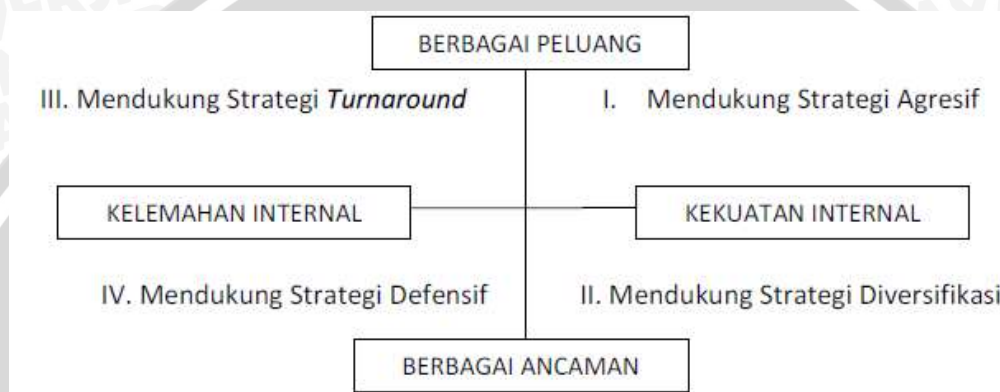 BERBAGAI PELUANG
III. Mendukung Strategi Turnaround
I. Mendukung Strategi Agresif
KELEMAHAN INTERNAL
KEKUATAN INTERNAL
IV. Mendukung Strategi Defensif
II. Mendukung Strategi Diversifikasi
BERBAGAI ANCAMAN